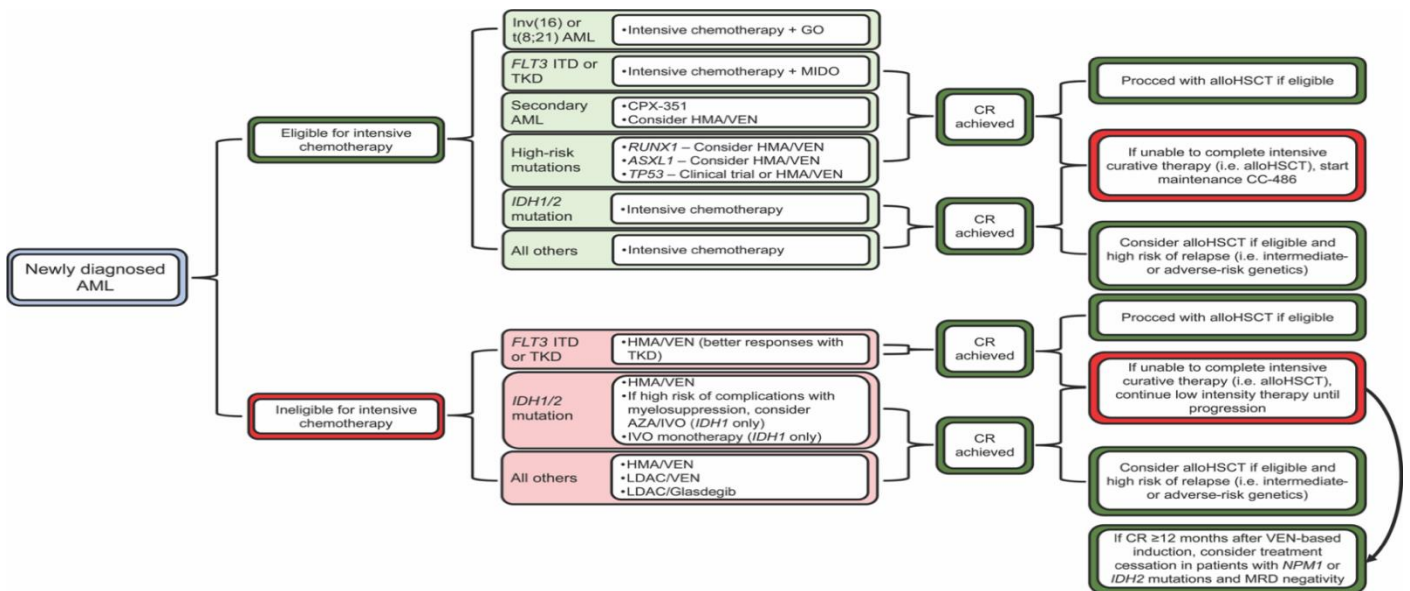 Newly diagnosed
AML
Eligible for intensive
chemotherapy
Inv(16) or
t(8;21) AML
•Intensive chemotherapy + GO
FLT3 ITD or
TKD
•Intensive chemotherapy + MIDO
Secondary
AML
•CPX-351
•Consider HMA/VEN
High-risk
mutations
•RUNX1 – Consider HMA/VEN
•ASXL1 – Consider HMA/VEN
•TP53 – Clinical trial or HMA/VEN
IDH1/2
mutation
•Intensive chemotherapy
All others
•Intensive chemotherapy
CR
achieved
CR
achieved
Procced with alloHSCT if eligible
If unable to complete intensive
curative therapy (i.e. alloHSCT), start
maintenance CC-486
Consider alloHSCT if eligible and
high risk of relapse (i.e. intermediate-
or adverse-risk genetics)
Ineligible for intensive
chemotherapy
FLT3 ITD
or TKD
•HMA/VEN (better responses with
TKD)
IDH1/2
mutation
•HMA/VEN
•If high risk of complications with
myelosuppression, consider
AZA/IVO (IDH1 only)
•IVO monotherapy (IDH1 only)
All others
•HMA/VEN
•LDAC/VEN
•LDAC/Glasdegib
CR
achieved
CR
achieved
Procced with alloHSCT if eligible
If unable to complete intensive
curative therapy (i.e. alloHSCT),
continue low intensity therapy until
progression
Consider alloHSCT if eligible and
high risk of relapse (i.e. intermediate-
or adverse-risk genetics)
If CR ≥12 months after VEN-based
induction, consider treatment
cessation in patients with NPM1 or
IDH2 mutations and MRD negativity